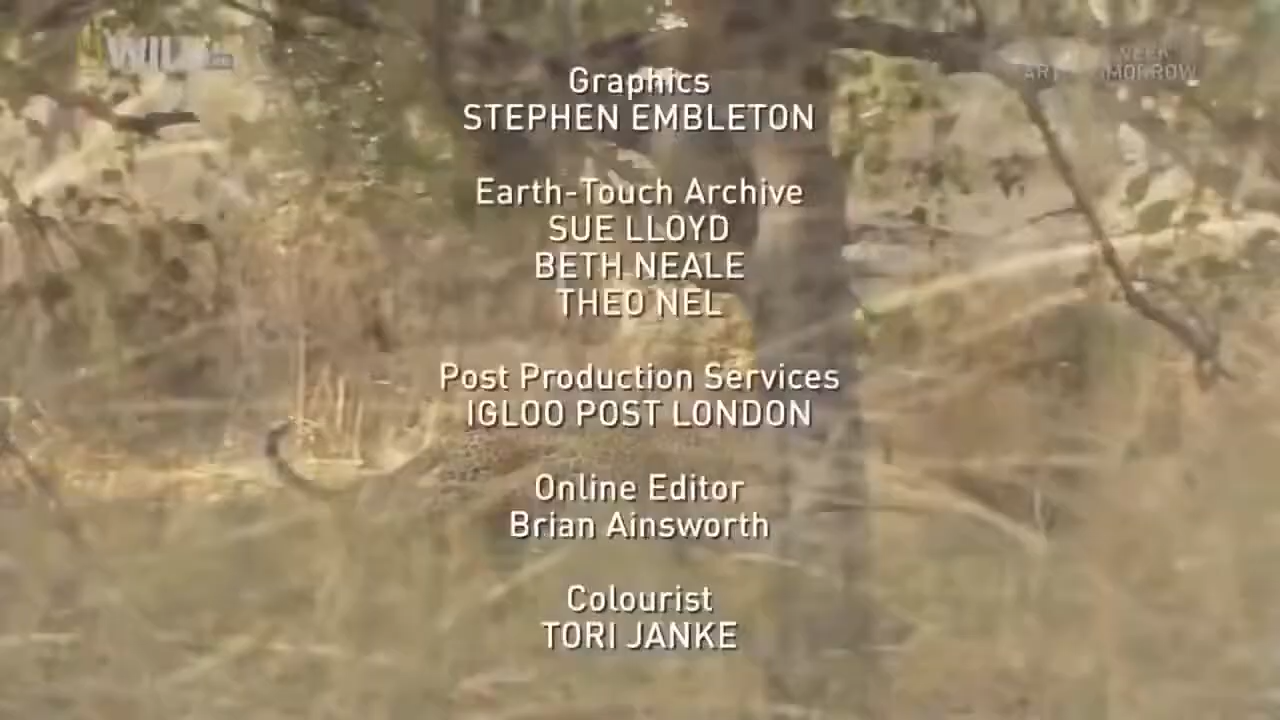 WILD
Graphics
STEPHEN EMBLETON
Earth-Touch Archive
SUE LLOYD
BETH NEALE
THEO NEL
Post Production Services
IGLOO POST LONDON
Online Editor
Brian Ainsworth
Colourist
TORI JANKE